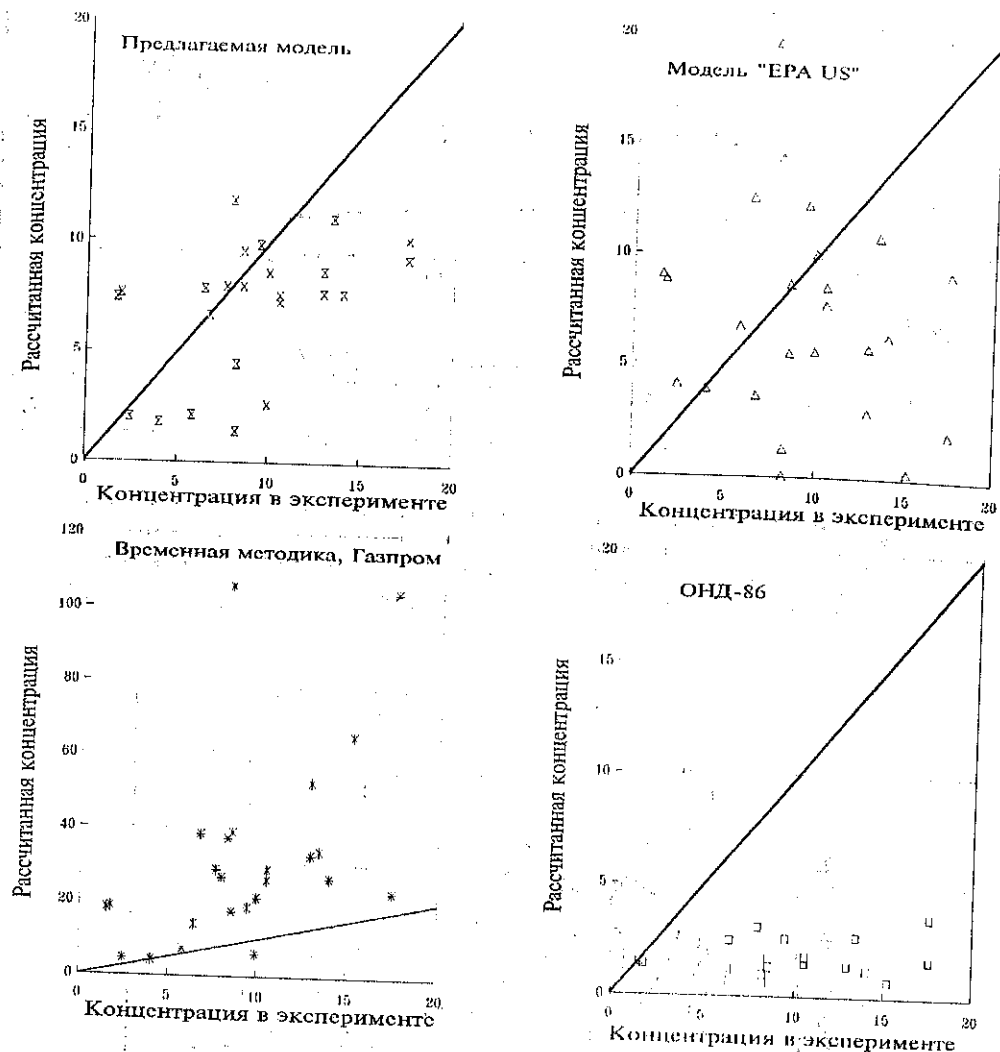 20
Предлагаемая модель
15
10
5
0
Рассчитанная концентрация
0 5 10 15 20
Концентрация в эксперименте
20
Модель "EPA US"
15
10
5
0
Рассчитанная концентрация
0 5 10 15 20
Концентрация в эксперименте
120
Временная методика, Газпром
100
80
60
40
20
0
Рассчитанная концентрация
0 5 10 15 20
Концентрация в эксперименте
20
ОНД-86
15
10
5
0
Рассчитанная концентрация
0 5 10 15 20
Концентрация в эксперименте